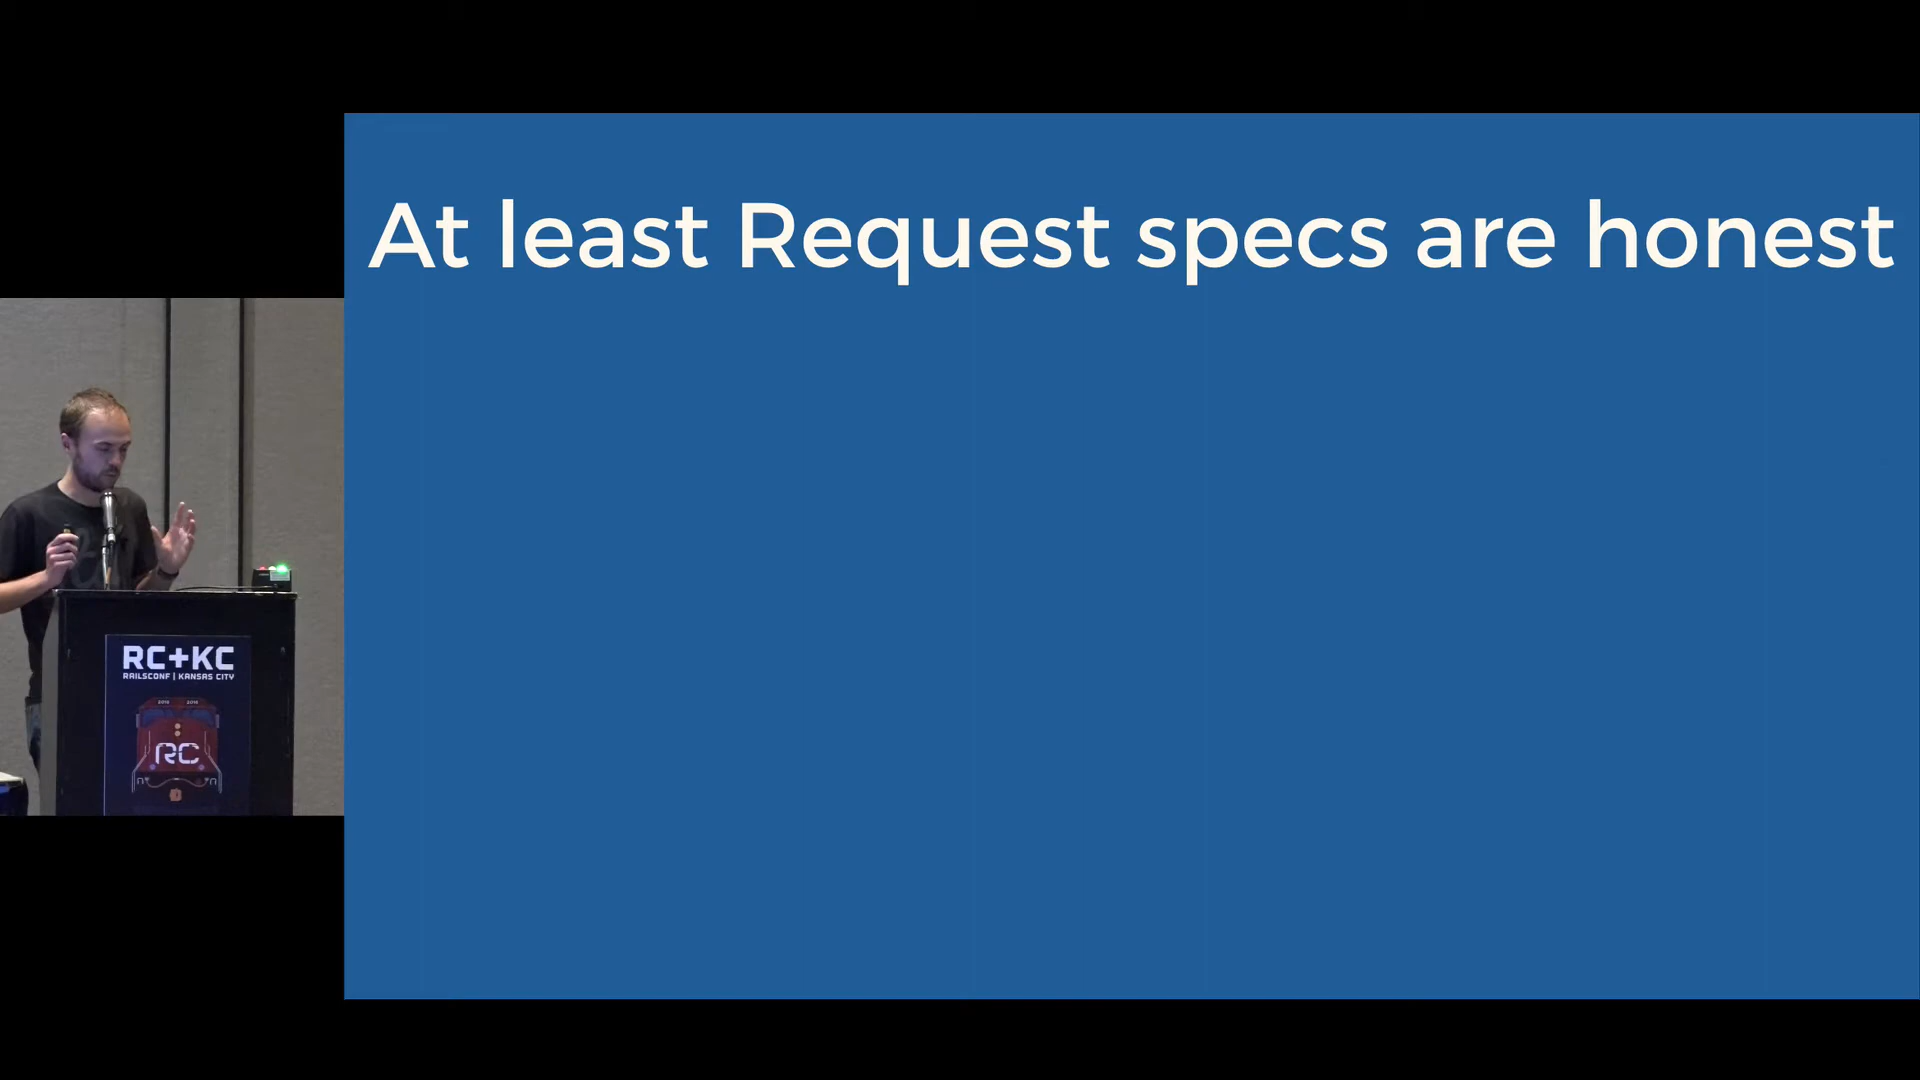 At least Request specs are honest
RC+KC
RAILSCONF | KANSAS CITY
RC